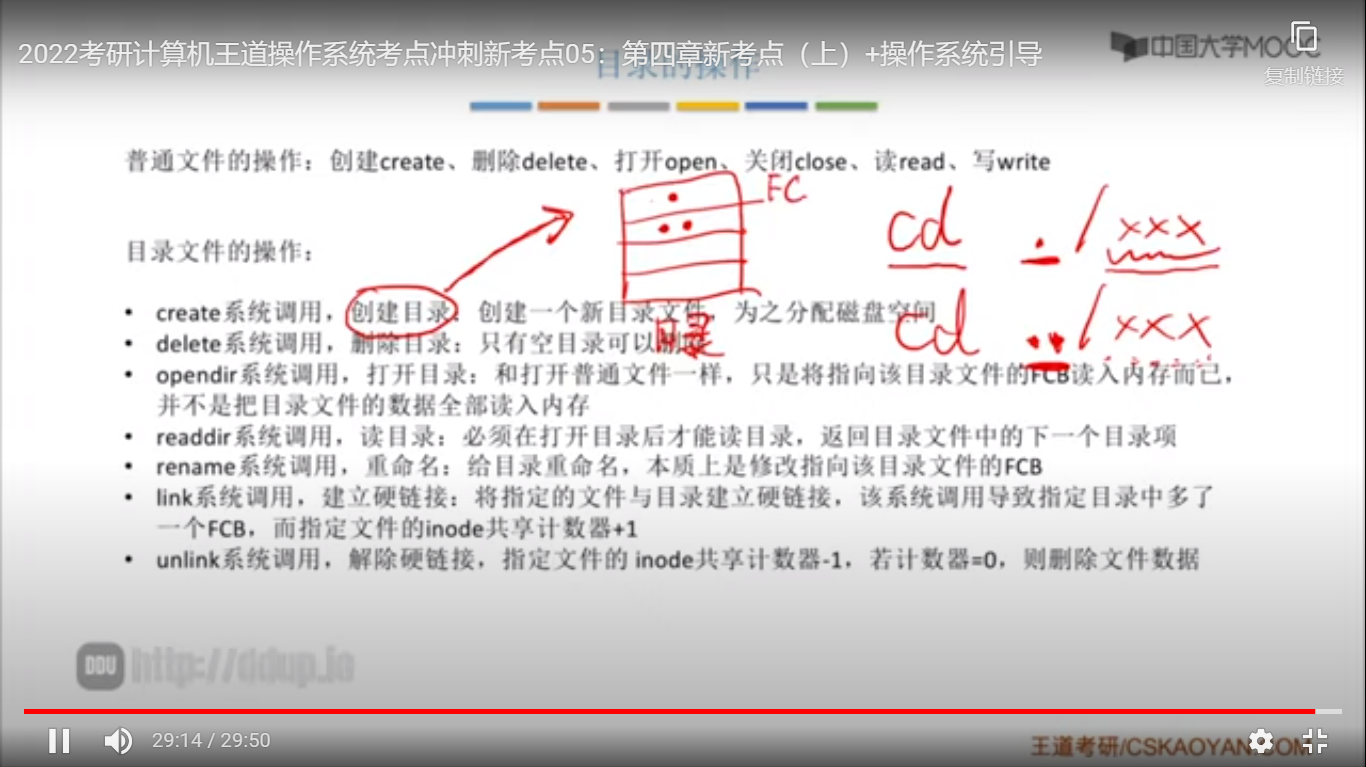 2022考研计算机王道操作系统考点冲刺新考点05：第四章新考点（上）+操作系统引导
中国大学MOOC
复制链接
目录的操作
普通文件的操作：创建create、删除delete、打开open、关闭close、读read、写write
FC
cd . / xxx
目录文件的操作：
• create系统调用，创建目录：创建一个新目录文件，为之分配磁盘空间
cd .. / xxx
目录
• delete系统调用，删除目录：只有空目录可以删除
• opendir系统调用，打开目录：和打开普通文件一样，只是将指向该目录文件的FCB读入内存而已，
并不是把目录文件的数据全部读入内存
• readdir系统调用，读目录：必须在打开目录后才能读目录，返回目录文件中的下一个目录项
• rename系统调用，重命名：给目录重命名，本质上是修改指向该目录文件的FCB
• link系统调用，建立硬链接：将指定的文件与目录建立硬链接，该系统调用导致指定目录中多了
一个FCB，而指定文件的inode共享计数器+1
• unlink系统调用，解除硬链接，指定文件的 inode共享计数器-1，若计数器=0，则删除文件数据
DDU http://ddup.io
29:14 / 29:50
王道考研/CSKAOYAN.COM